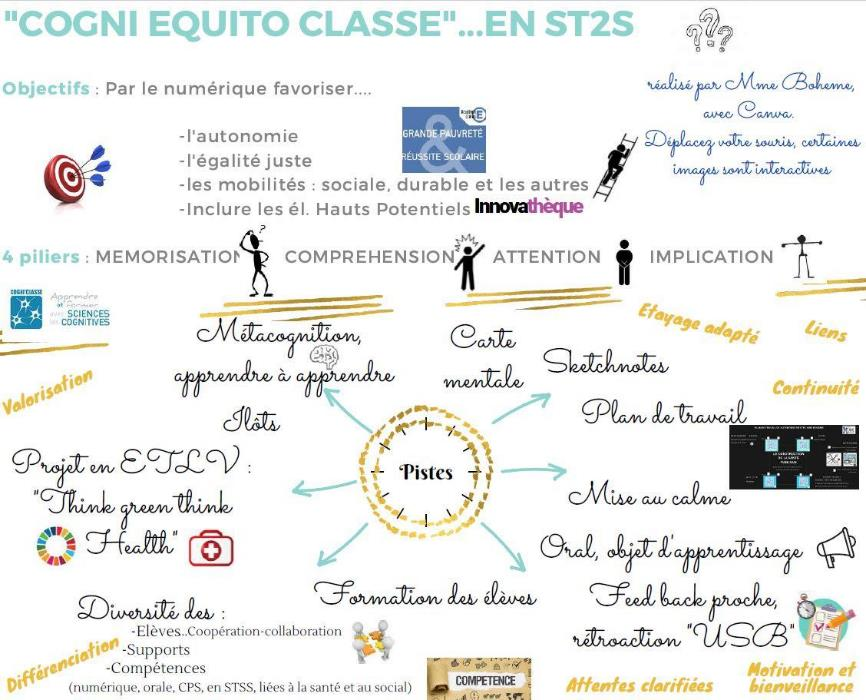 "COGNI EQUITO CLASSE"...EN ST2S
Objectifs : Par le numérique favoriser....
réalisé par Mme Boheme,
avec Canva.
Déplacez votre souris, certaines
images sont interactives
-l'autonomie
-l'égalité juste
-les mobilités : sociale, durable et les autres
-Inclure les él. Hauts Potentiels
Innovathèque
GRANDE PAUVRETÉ
&
RÉUSSITE SCOLAIRE
4 piliers : MEMORISATION COMPREHENSION ATTENTION IMPLICATION
COGNI'CLASSE
Apprendre
et former
avec les SCIENCES
COGNITIVES
Métacognition,
apprendre à apprendre
Carte
mentale
Sketchnotes
Etayage adapté
Liens
Continuité
Valorisation
Ilôts
Plan de travail
Projet en ETLV :
"Think green think
Health"
Pistes
Mise au calme
Oral, objet d'apprentissage
Formation des élèves
Feed back proche,
rétroaction "USB"
Diversité des :
-Elèves..Coopération-collaboration
-Supports
-Compétences
(numérique, orale, CPS, en STSS, liées à la santé et au social)
Différenciation
COMPETENCE
Attentes clarifiées
Motivation et
bienveillance